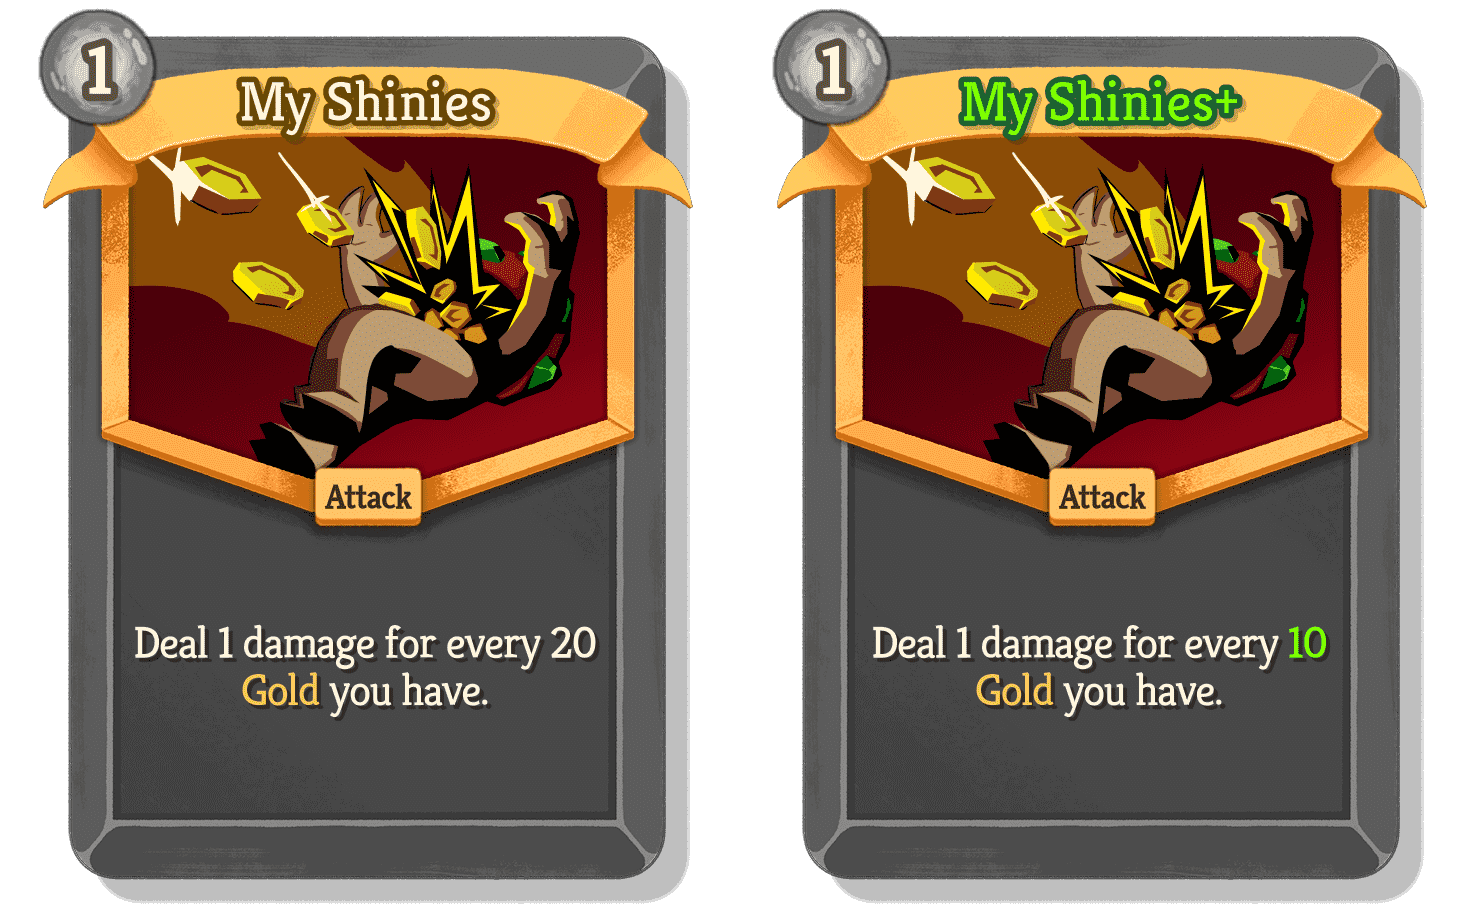 1
My Shinies
Attack
Deal 1 damage for every 20
Gold you have.
1
My Shinies+
Attack
Deal 1 damage for every 10
Gold you have.